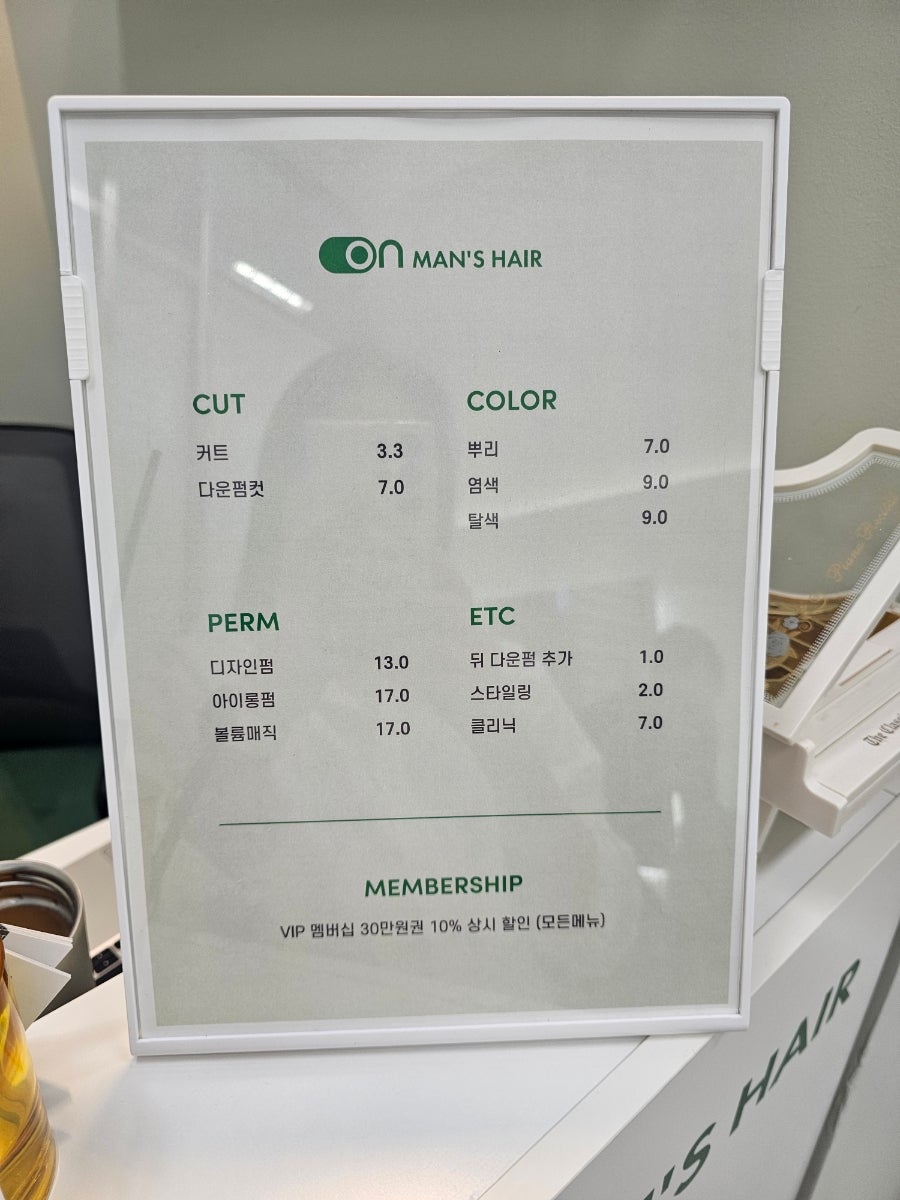 on MAN'S HAIR
CUT
커트 3.3
다운펌컷 7.0
COLOR
뿌리 7.0
염색 9.0
탈색 9.0
PERM
디자인펌 13.0
아이롱펌 17.0
볼륨매직 17.0
ETC
뒤 다운펌 추가 1.0
스타일링 2.0
클리닉 7.0
MEMBERSHIP
VIP 멤버십 30만원권 10% 상시 할인 (모든메뉴)
The
'S HAIR